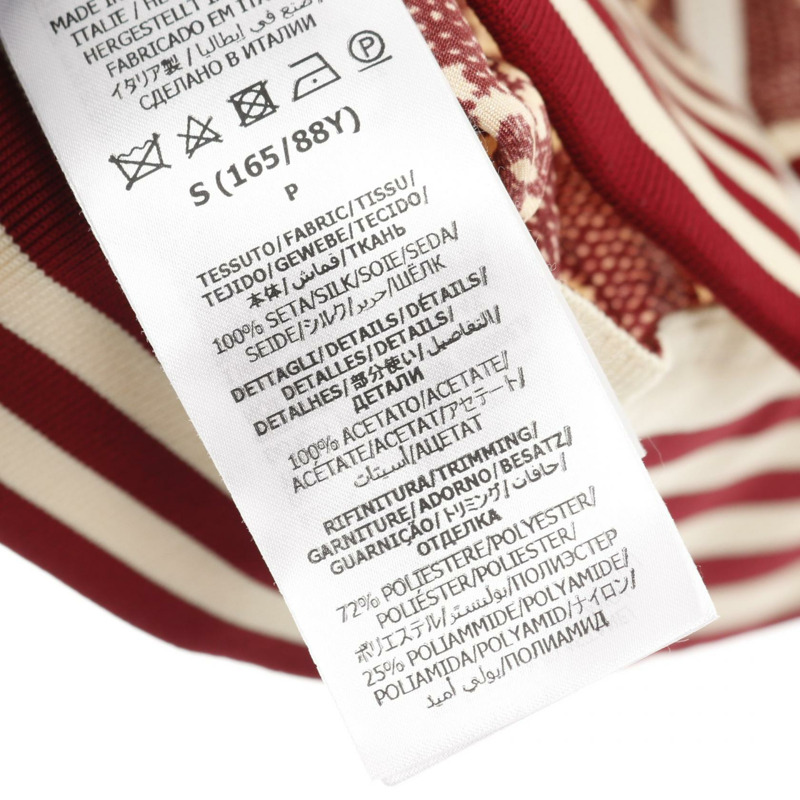 MADE IN
ITALIE / HE
HERGESTELLT I
FABRICADO EM ITA
صنع في ايطاليا /
イタリア製 /
СДЕЛАНО В ИТАЛИИ
P
S (165/88Y)
P
TESSUTO/FABRIC/TISSU/
TEJIDO/GEWEBE/TECIDO/
本体/قماش/ТКАНЬ
100% SETA/SILK/SOIE/SEDA/
SEIDE/シルク/حرير/ШЁЛК
DETTAGLI/DETAILS/DÉTAILS/
DETALLES/DETAILS/
DETALHES/部分使い/التفاصيل/
ДЕТАЛИ
100% ACETATO/ACETATE/
ACÉTATE/ACETAT/アセテート/
أسيتات/АЦЕТАТ
RIFINITURA/TRIMMING/
GARNITURE/ADORNO/BESATZ/
GUARNIÇÃO/トリミング/حافات/
ОТДЕЛКА
72% POLIESTERE/POLYESTER/
POLIÉSTER/POLIESTER/
ポリエステル/بوليستر/ПОЛИЭСТЕР
25% POLIAMMIDE/POLYAMIDE/
POLIAMIDA/POLYAMID/ナイロン/
بولي أميد/ПОЛИАМИД